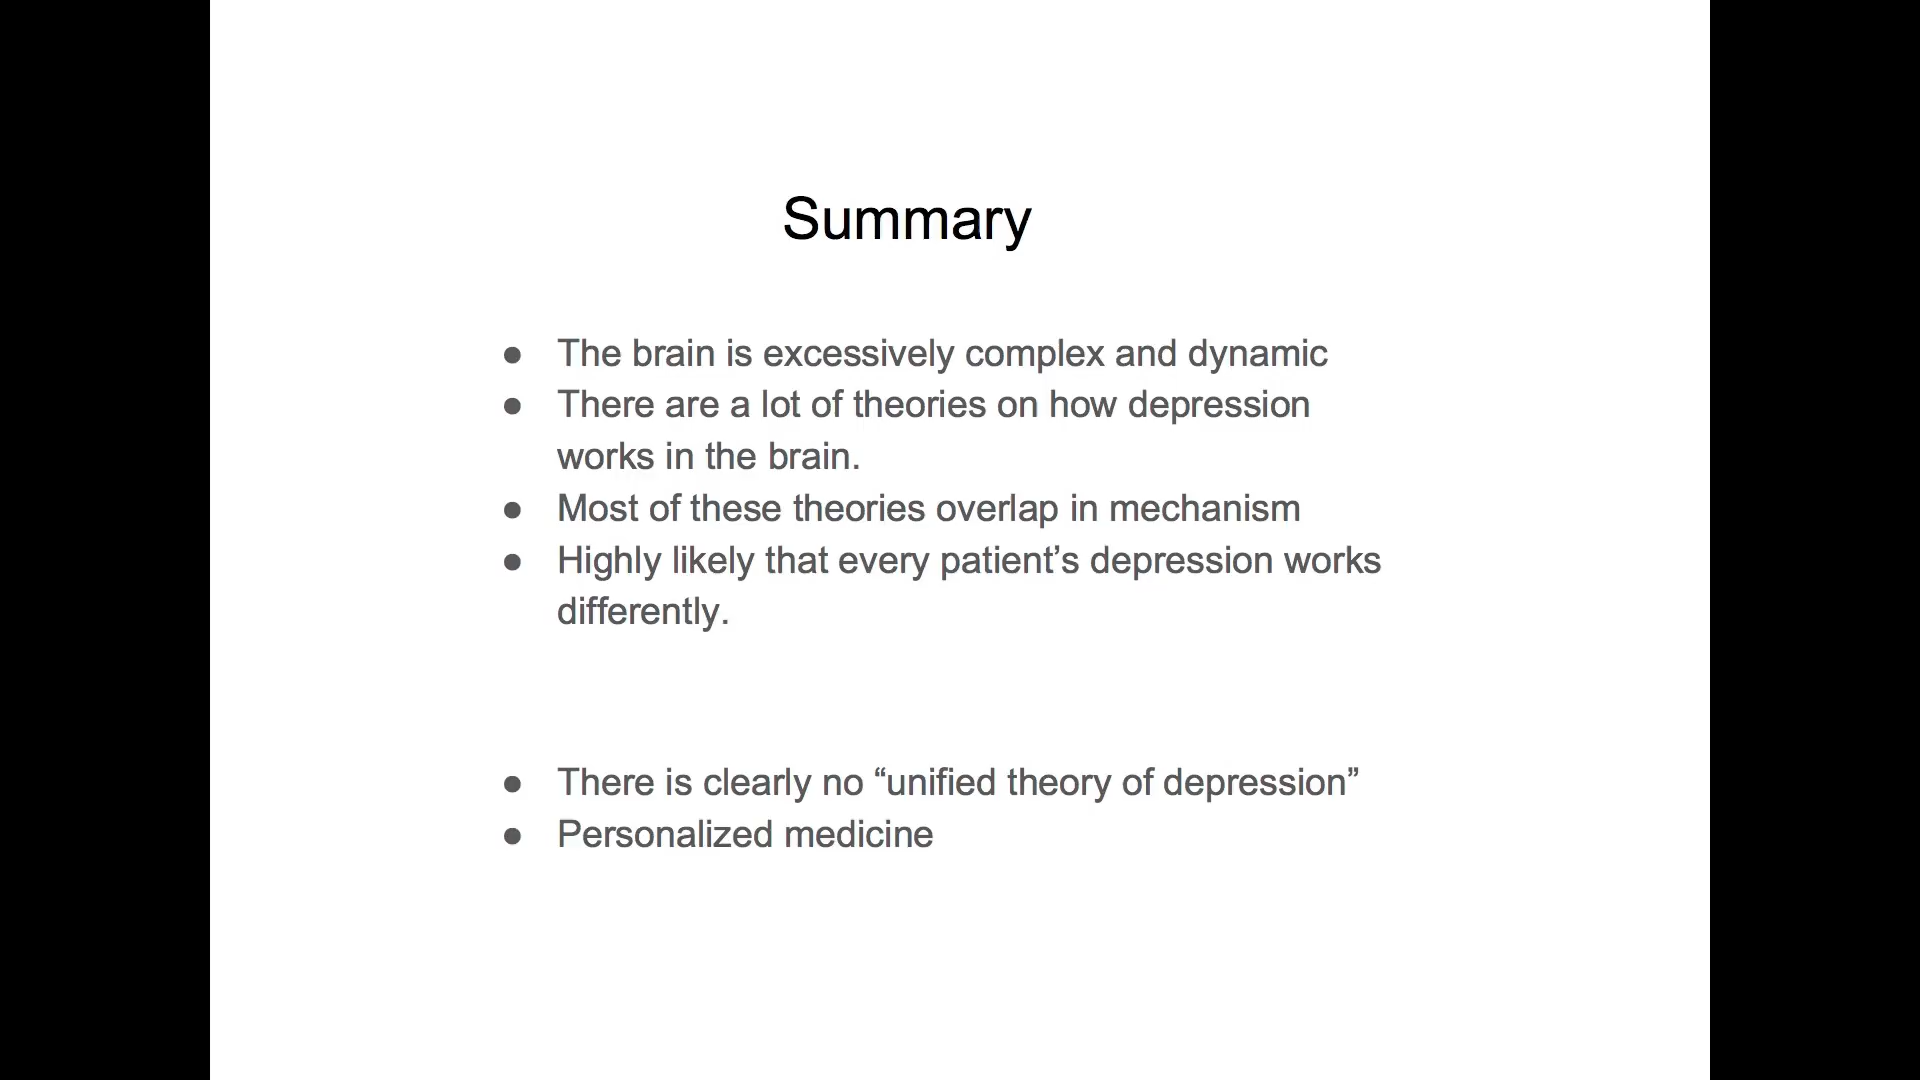 Summary
● The brain is excessively complex and dynamic
● There are a lot of theories on how depression
works in the brain.
● Most of these theories overlap in mechanism
● Highly likely that every patient’s depression works
differently.
● There is clearly no “unified theory of depression”
● Personalized medicine